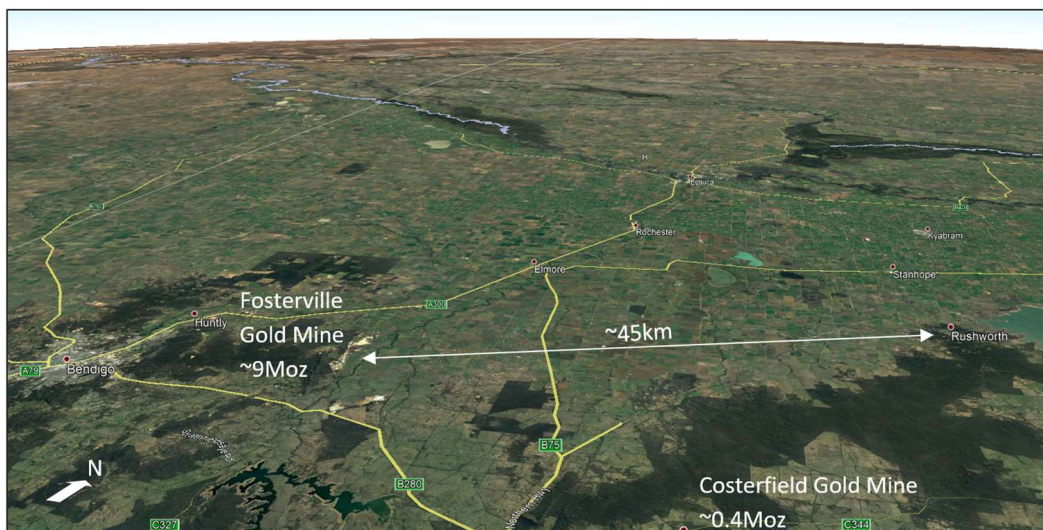 H
Echuca
A300
Rochester
Kyabram
Elmore
Stanhope
Fosterville
Gold Mine
~9Moz
Huntly
~45km
Rushworth
A79
Bendigo
B75
N
B280
Costerfield Gold Mine
~0.4Moz
C327
C344